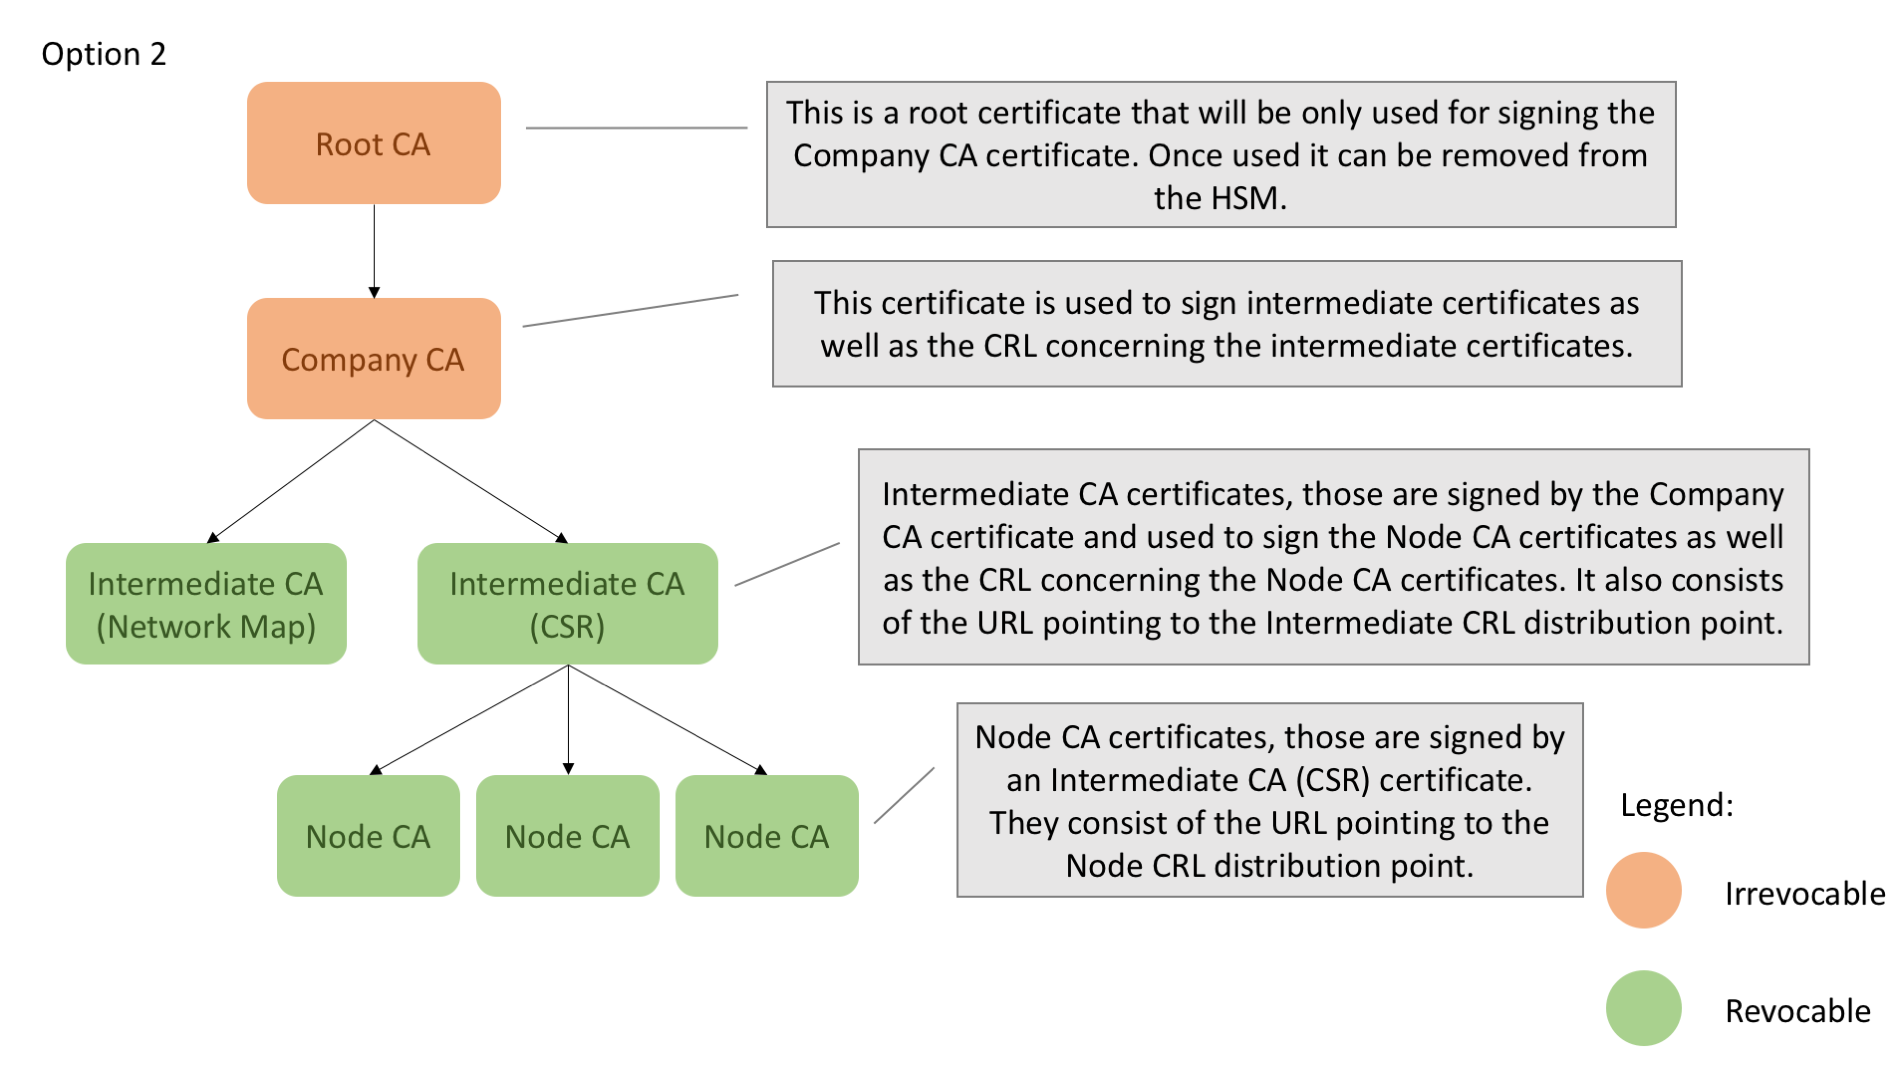 Option 2
Root CA
This is a root certificate that will be only used for signing the
Company CA certificate. Once used it can be removed from
the HSM.
Company CA
This certificate is used to sign intermediate certificates as
well as the CRL concerning the intermediate certificates.
Intermediate CA
(Network Map)
Intermediate CA
(CSR)
Intermediate CA certificates, those are signed by the Company
CA certificate and used to sign the Node CA certificates as well
as the CRL concerning the Node CA certificates. It also consists
of the URL pointing to the Intermediate CRL distribution point.
Node CA
Node CA
Node CA
Node CA certificates, those are signed by
an Intermediate CA (CSR) certificate.
They consist of the URL pointing to the
Node CRL distribution point.
Legend:
Irrevocable
Revocable